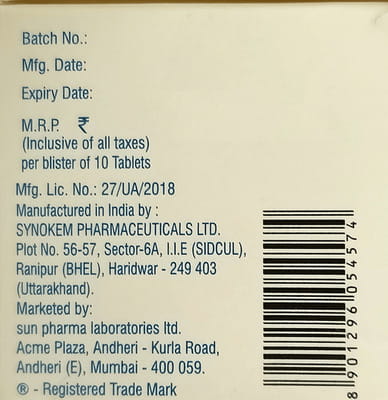 Batch No.:
Mfg. Date:
Expiry Date:
M.R.P. ₹
(Inclusive of all taxes)
per blister of 10 Tablets
Mfg. Lic. No.: 27/UA/2018
Manufactured in India by :
SYNOKEM PHARMACEUTICALS LTD.
Plot No. 56-57, Sector-6A, I.I.E (SIDCUL),
Ranipur (BHEL), Haridwar - 249 403
(Uttarakhand).
Marketed by:
sun pharma laboratories ltd.
Acme Plaza, Andheri - Kurla Road,
Andheri (E), Mumbai - 400 059.
® - Registered Trade Mark
8 901296 054574